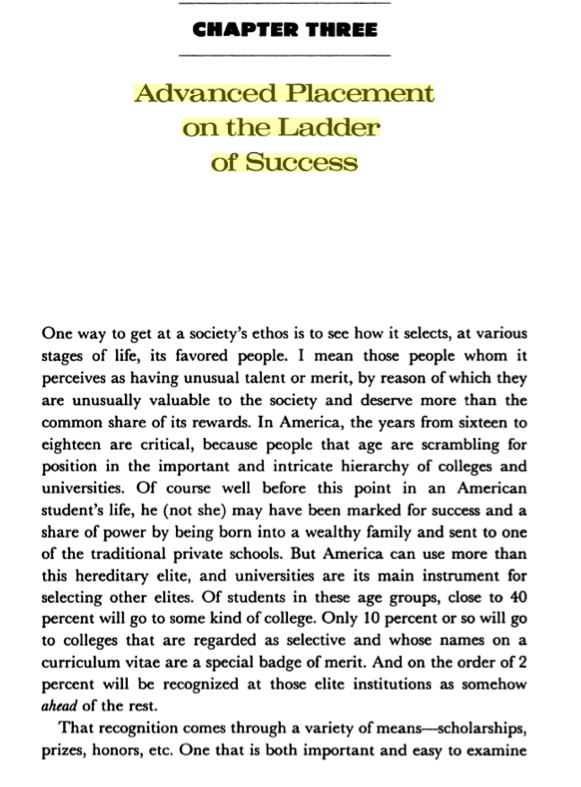 CHAPTER THREE
Advanced Placement
on the Ladder
of Success
One way to get at a society's ethos is to see how it selects, at various
stages of life, its favored people. I mean those people whom it
perceives as having unusual talent or merit, by reason of which they
are unusually valuable to the society and deserve more than the
common share of its rewards. In America, the years from sixteen to
eighteen are critical, because people that age are scrambling for
position in the important and intricate hierarchy of colleges and
universities. Of course well before this point in an American
student's life, he (not she) may have been marked for success and a
share of power by being born into a wealthy family and sent to one
of the traditional private schools. But America can use more than
this hereditary elite, and universities are its main instrument for
selecting other elites. Of students in these age groups, close to 40
percent will go to some kind of college. Only 10 percent or so will go
to colleges that are regarded as selective and whose names on a
curriculum vitae are a special badge of merit. And on the order of 2
percent will be recognized at those elite institutions as somehow
ahead of the rest.
That recognition comes through a variety of means—scholarships,
prizes, honors, etc. One that is both important and easy to examine